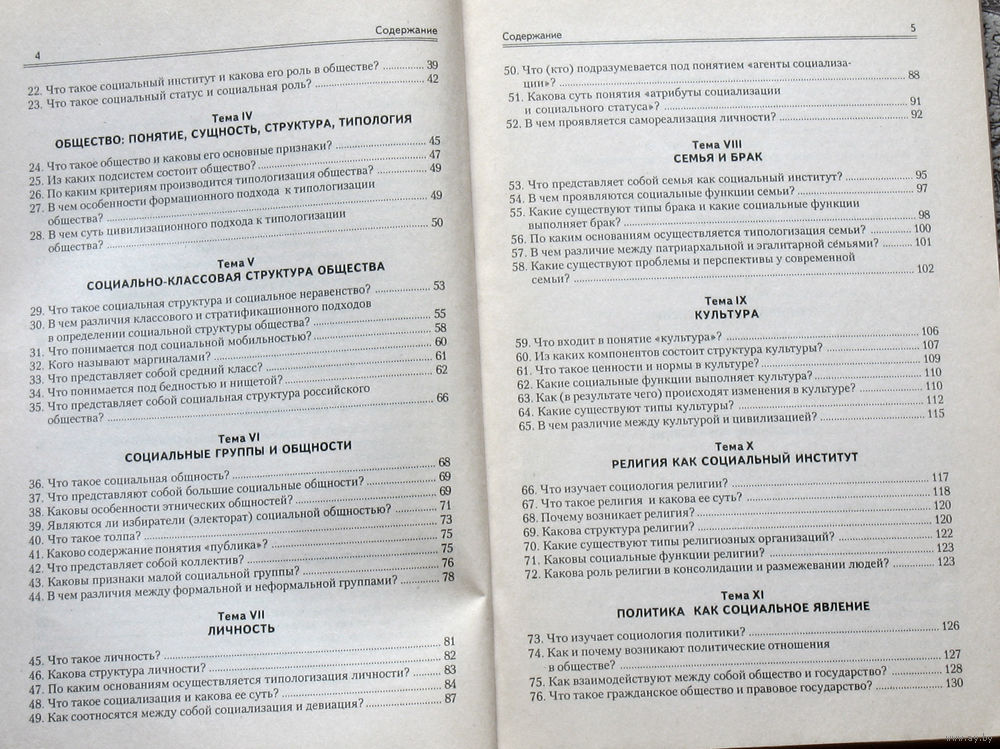 4 Содержание
22. Что такое социальный институт и какова его роль в обществе? ............ 39
23. Что такое социальный статус и социальная роль? ............ 42
Тема IV
ОБЩЕСТВО: ПОНЯТИЕ, СУЩНОСТЬ, СТРУКТУРА, ТИПОЛОГИЯ
24. Что такое общество и каковы его основные признаки? ............ 45
25. Из каких подсистем состоит общество? ............ 47
26. По каким критериям производится типологизация общества? ............ 49
27. В чем особенности формационного подхода к типологизации
общества? ............ 49
28. В чем суть цивилизационного подхода к типологизации
общества? ............ 50
Тема V
СОЦИАЛЬНО-КЛАССОВАЯ СТРУКТУРА ОБЩЕСТВА
29. Что такое социальная структура и социальное неравенство? ............ 53
30. В чем различия классового и стратификационного подходов
в определении социальной структуры общества? ............ 55
31. Что понимается под социальной мобильностью? ............ 58
32. Кого называют маргиналами? ............ 60
33. Что представляет собой средний класс? ............ 61
34. Что понимается под бедностью и нищетой? ............ 62
35. Что представляет собой социальная структура российского
общества? ............ 66
Тема VI
СОЦИАЛЬНЫЕ ГРУППЫ И ОБЩНОСТИ
36. Что такое социальная общность? ............ 68
37. Что представляют собой большие социальные общности? ............ 69
38. Каковы особенности этнических общностей? ............ 69
39. Являются ли избиратели (электорат) социальной общностью? ............ 71
40. Что такое толпа? ............ 73
41. Каково содержание понятия «публика»? ............ 75
42. Что представляет собой коллектив? ............ 75
43. Каковы признаки малой социальной группы? ............ 76
44. В чем различия между формальной и неформальной группами? ............ 78
Тема VII
ЛИЧНОСТЬ
45. Что такое личность? ............ 81
46. Какова структура личности? ............ 82
47. По каким основаниям осуществляется типологизация личности? ............ 83
48. Что такое социализация и какова ее суть? ............ 84
49. Как соотносятся между собой социализация и девиация? ............ 87
Содержание 5
50. Что (кто) подразумевается под понятием «агенты социализа-
ции»? ............ 88
51. Какова суть понятия «атрибуты социализации
и социального статуса»? ............ 91
52. В чем проявляется самореализация личности? ............ 92
Тема VIII
СЕМЬЯ И БРАК
53. Что представляет собой семья как социальный институт? ............ 95
54. В чем проявляются социальные функции семьи? ............ 97
55. Какие существуют типы брака и какие социальные функции
выполняет брак? ............ 98
56. По каким основаниям осуществляется типологизация семьи? ............ 100
57. В чем различие между патриархальной и эгалитарной семьями? ............ 101
58. Какие существуют проблемы и перспективы у современной
семьи? ............ 102
Тема IX
КУЛЬТУРА
59. Что входит в понятие «культура»? ............ 106
60. Из каких компонентов состоит структура культуры? ............ 107
61. Что такое ценности и нормы в культуре? ............ 109
62. Какие социальные функции выполняет культура? ............ 110
63. Как (в результате чего) происходят изменения в культуре? ............ 110
64. Какие существуют типы культуры? ............ 112
65. В чем различие между культурой и цивилизацией? ............ 115
Тема X
РЕЛИГИЯ КАК СОЦИАЛЬНЫЙ ИНСТИТУТ
66. Что изучает социология религии? ............ 117
67. Что такое религия и какова ее суть? ............ 118
68. Почему возникает религия? ............ 120
69. Какова структура религии? ............ 120
70. Какие существуют типы религиозных организаций? ............ 122
71. Каковы социальные функции религии? ............ 123
72. Какова роль религии в консолидации и размежевании людей? ............ 123
Тема XI
ПОЛИТИКА КАК СОЦИАЛЬНОЕ ЯВЛЕНИЕ
73. Что изучает социология политики? ............ 126
74. Как и почему возникают политические отношения
в обществе? ............ 127
75. Как взаимодействуют между собой общество и государство? ............ 128
76. Что такое гражданское общество и правовое государство? ............ 130
www.ay.by